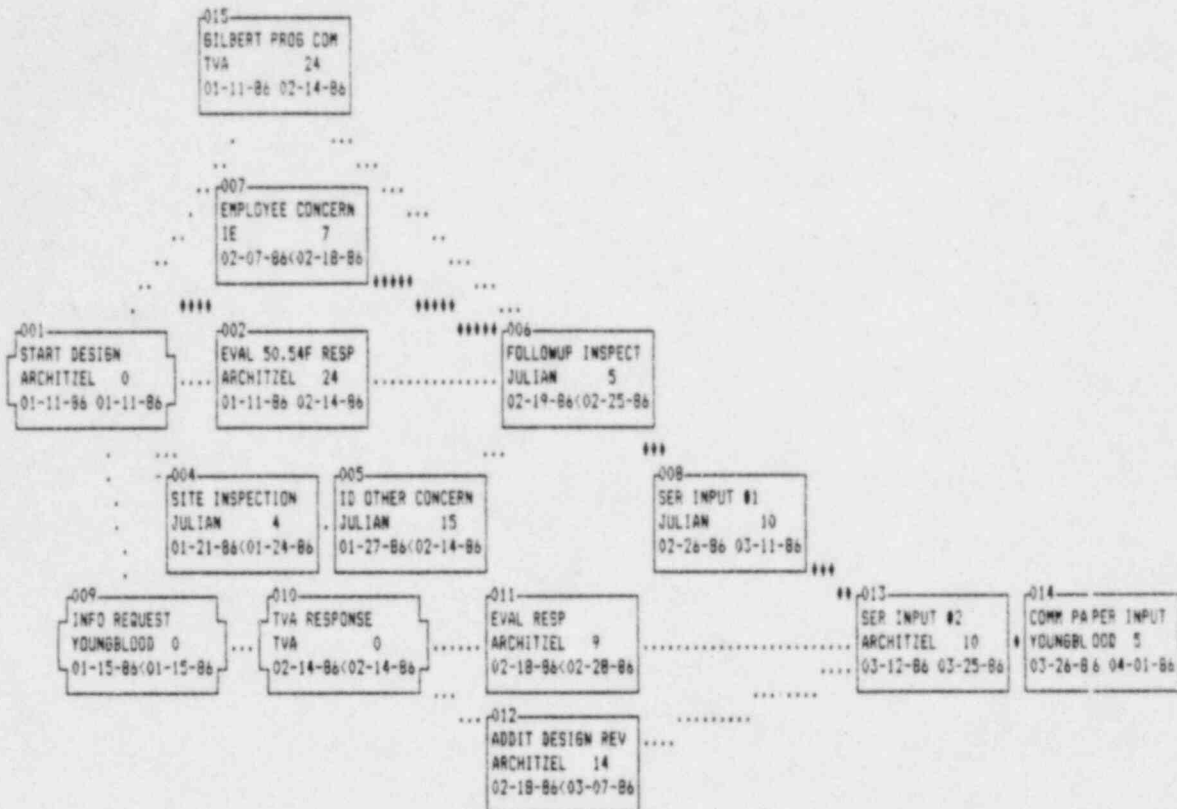 015
GILBERT PROG COM
TVA 24
01-11-86 02-14-86
007
EMPLOYEE CONCERN
IE 7
02-07-86<02-18-86
001
START DESIGN
ARCHITZEL 0
01-11-86 01-11-86
002
EVAL 50.54F RESP
ARCHITZEL 24
01-11-86 02-14-86
006
FOLLOWUP INSPECT
JULIAN 5
02-19-86<02-25-86
004
SITE INSPECTION
JULIAN 4
01-21-86<01-24-86
005
ID OTHER CONCERN
JULIAN 15
01-27-86<02-14-86
008
SER INPUT #1
JULIAN 10
02-26-86 03-11-86
009
INFO REQUEST
YOUNGBLOOD 0
01-15-86<01-15-86
010
TVA RESPONSE
TVA 0
02-14-86<02-14-86
011
EVAL RESP
ARCHITZEL 9
02-18-86<02-28-86
013
SER INPUT #2
ARCHITZEL 10
03-12-86 03-25-86
014
COMM PAPER INPUT
YOUNGBLOOD 5
03-26-86 04-01-86
012
ADDIT DESIGN REV
ARCHITZEL 14
02-18-86<03-07-86